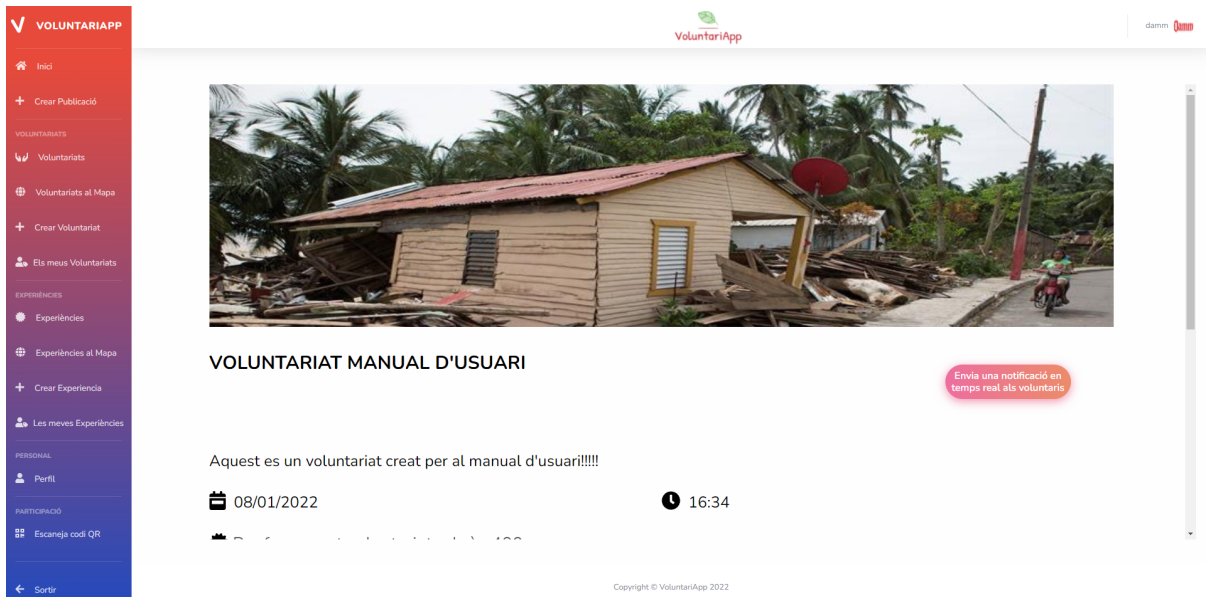 VOLUNTARIAPP
VoluntariApp
damm
damm
Inici
Crear Publicació
VOLUNTARIATS
Voluntariats
Voluntariats al Mapa
Crear Voluntariat
Els meus Voluntariats
EXPERIÈNCIES
Experiències
Experiències al Mapa
Crear Experiencia
Les meves Experiències
PERSONAL
Perfil
PARTICIPACIÓ
Escaneja codi QR
Sortir
VOLUNTARIAT MANUAL D'USUARI
Envia una notificació en
temps real als voluntaris
Aquest es un voluntariat creat per al manual d'usuari!!!!!
08/01/2022
16:34
Copyright © VoluntariApp 2022